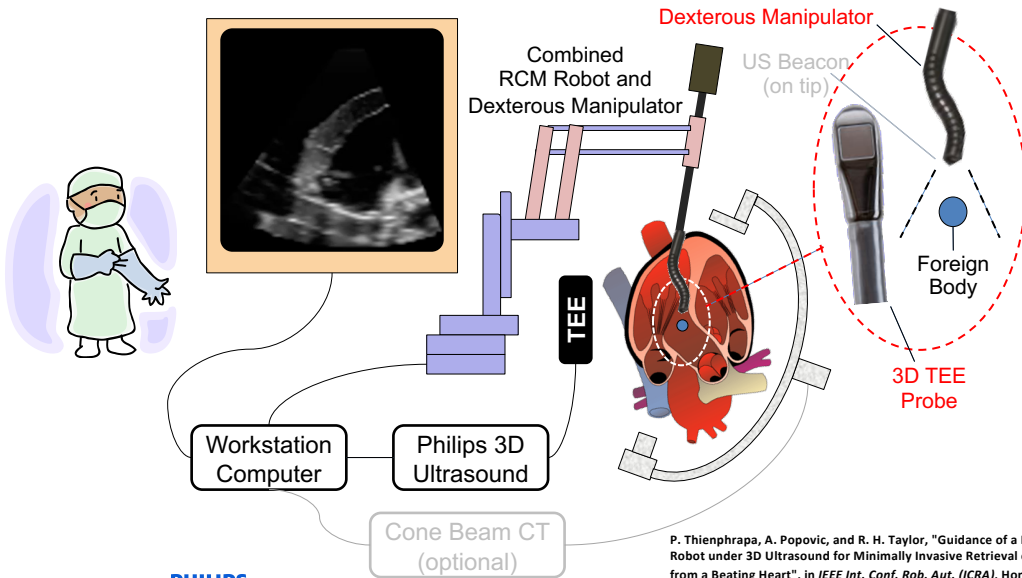 Dexterous Manipulator
US Beacon
(on tip)
Combined
RCM Robot and
Dexterous Manipulator
Foreign
Body
TEE
3D TEE
Probe
Workstation
Computer
Philips 3D
Ultrasound
Cone Beam CT
(optional)
P. Thienphrapa, A. Popovic, and R. H. Taylor, "Guidance of a
Robot under 3D Ultrasound for Minimally Invasive Retrieval
from a Beating Heart", in IEEE Int. Conf. Rob. Aut. (ICRA),
PHILIPS